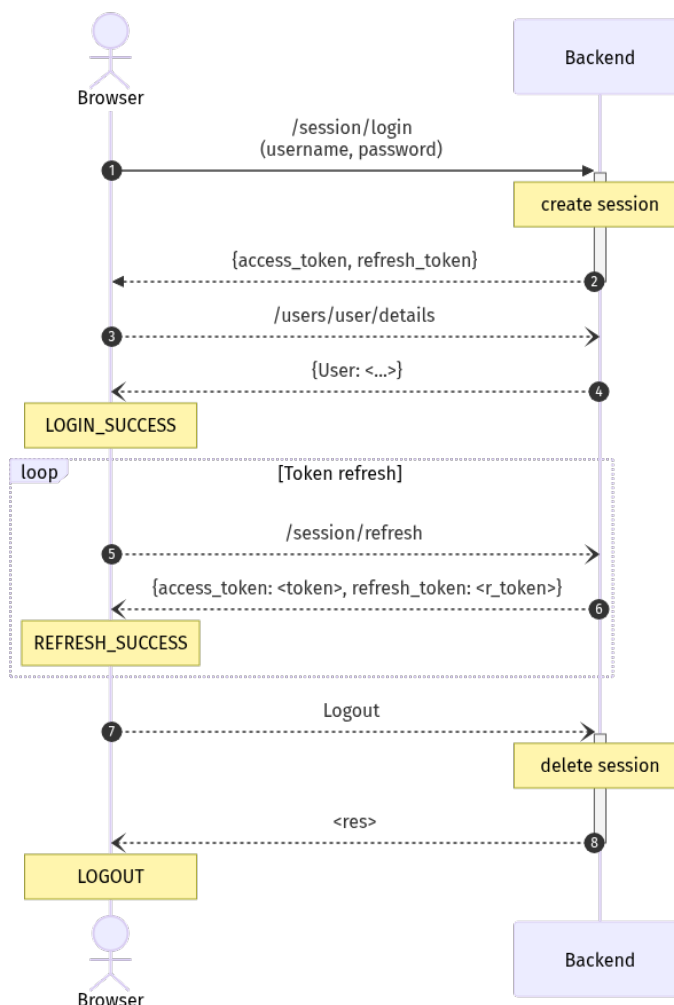 Backend
Browser
/session/login
(username, password)
1
create session
{access_token, refresh_token}
2
/users/user/details
3
{User: <...>}
4
LOGIN_SUCCESS
loop
[Token refresh]
/session/refresh
5
{access_token: <token>, refresh_token: <r_token>}
6
REFRESH_SUCCESS
Logout
7
delete session
<res>
8
LOGOUT
Backend
Browser